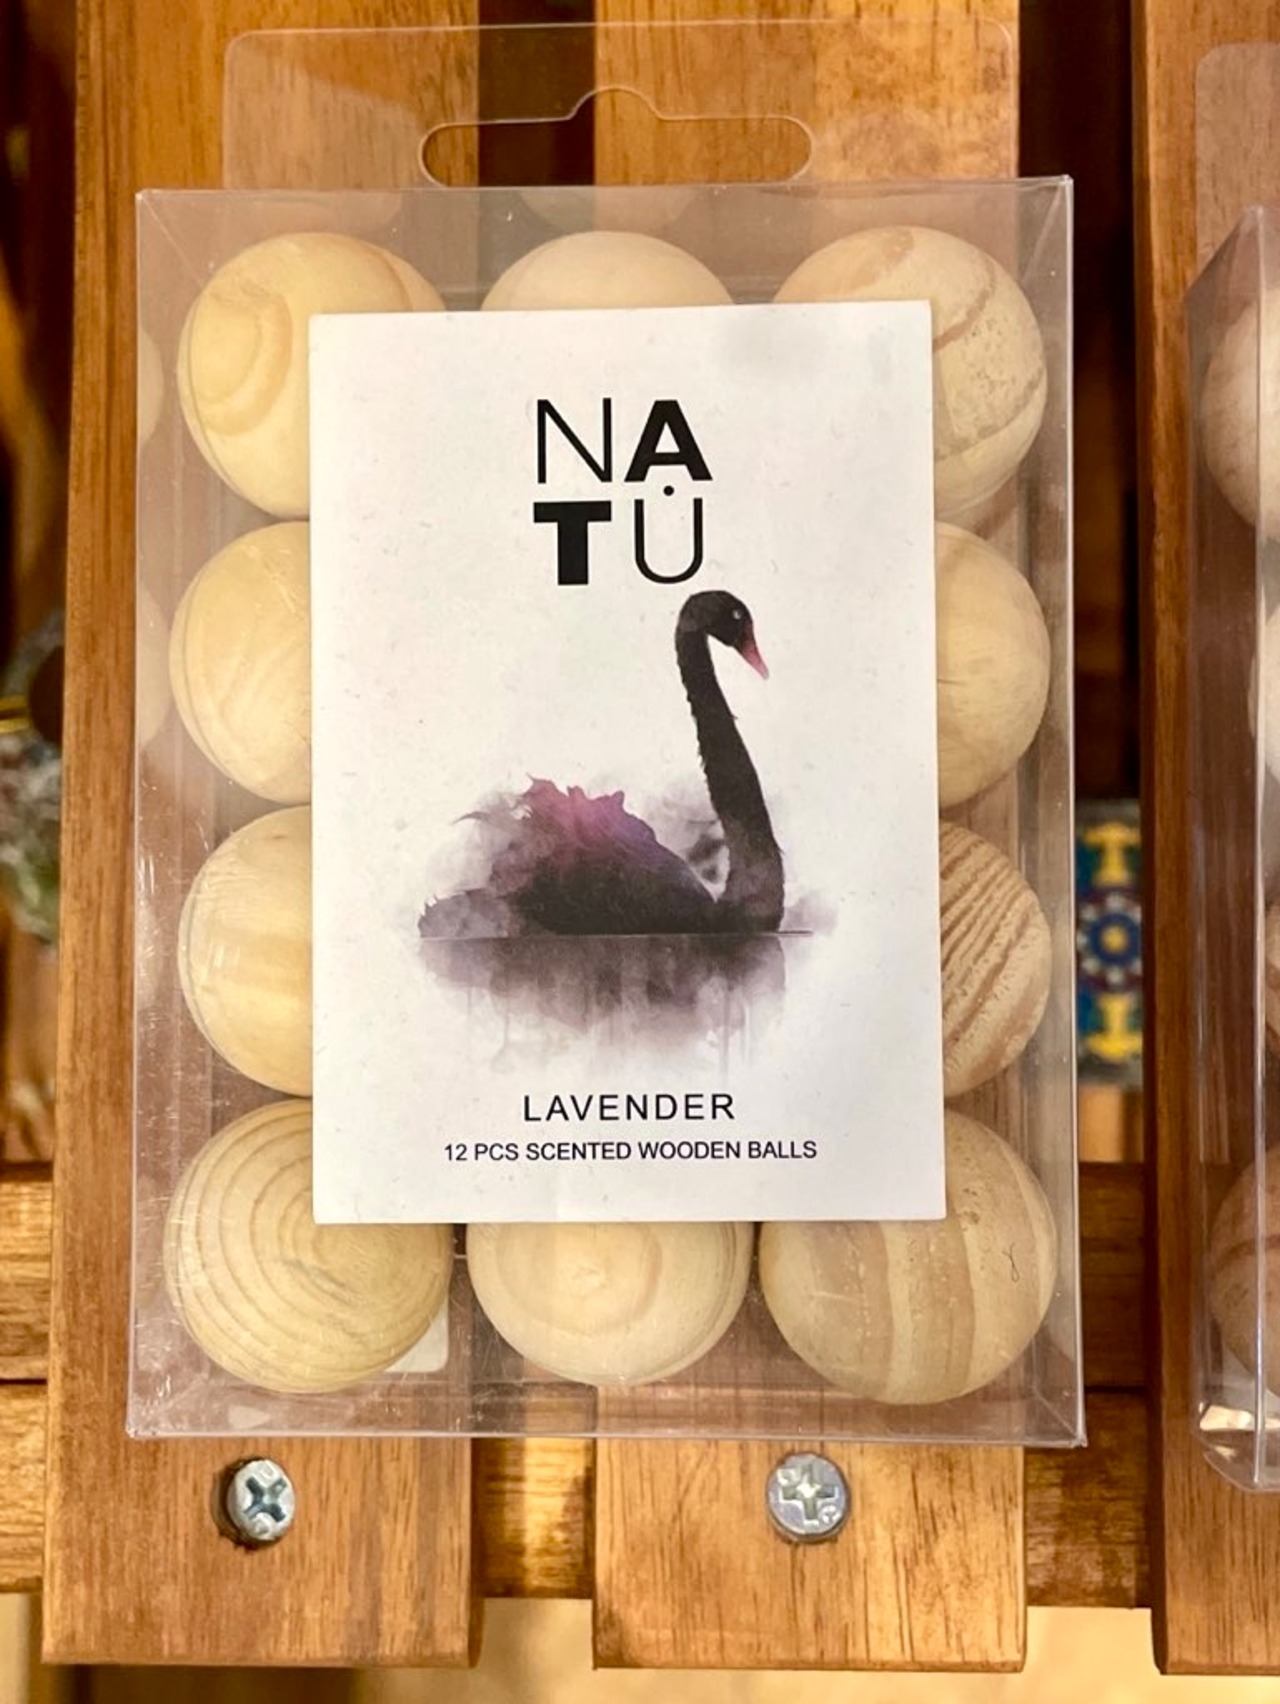 NA
TU̇
LAVENDER
12 PCS SCENTED WOODEN BALLS